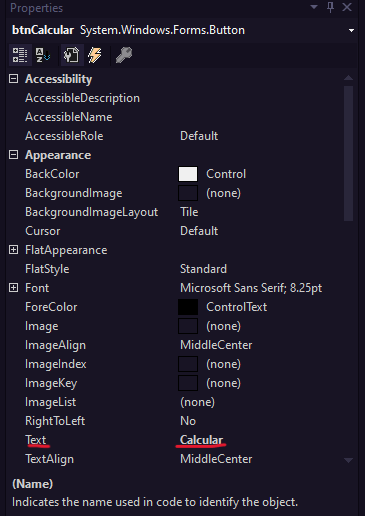 Properties
btnCalcular System.Windows.Forms.Button
Accessibility
AccessibleDescription
AccessibleName
AccessibleRole Default
Appearance
BackColor Control
BackgroundImage (none)
BackgroundImageLayout Tile
Cursor Default
FlatAppearance
FlatStyle Standard
Font Microsoft Sans Serif; 8.25pt
ForeColor ControlText
Image (none)
ImageAlign MiddleCenter
ImageIndex (none)
ImageKey (none)
ImageList (none)
RightToLeft No
Text Calcular
TextAlign MiddleCenter
(Name)
Indicates the name used in code to identify the object.